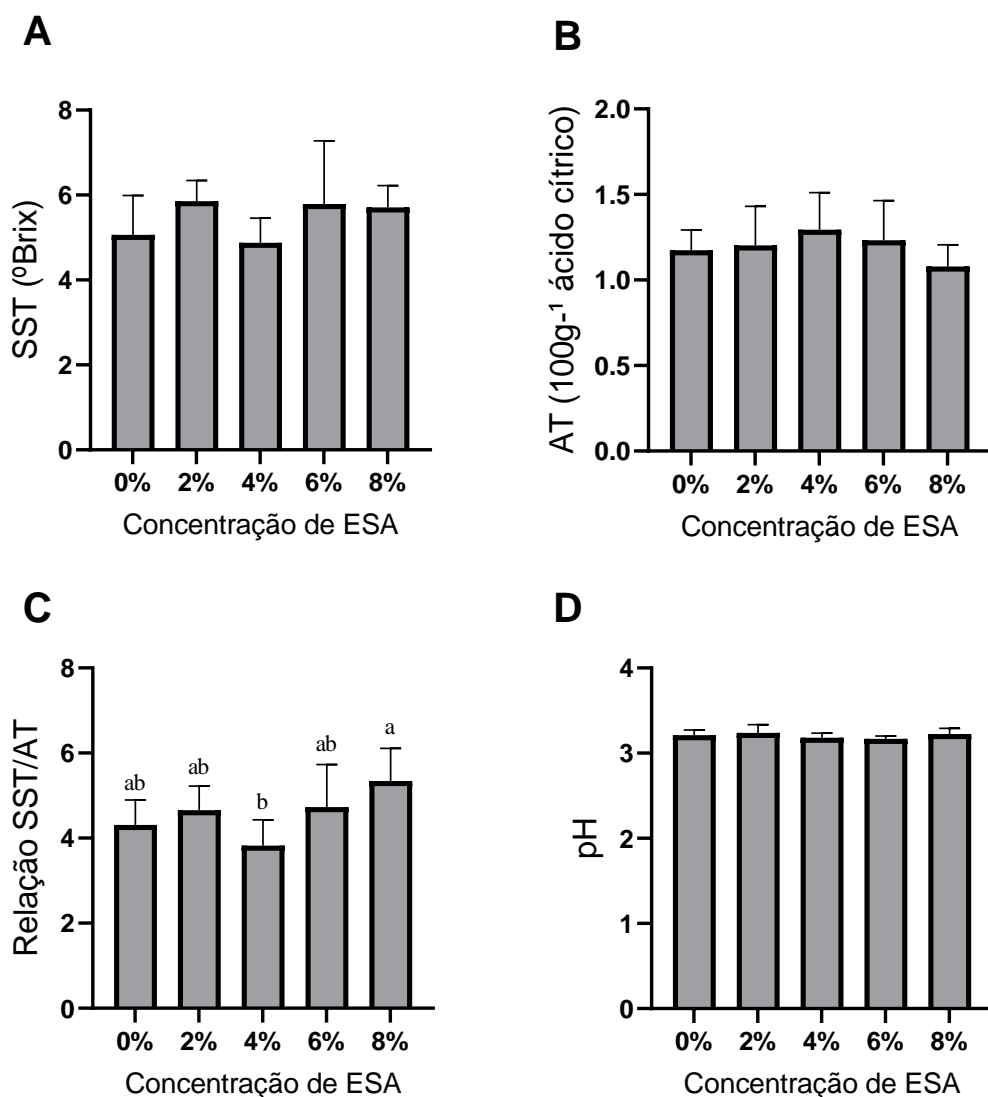 A
SST (ºBrix)
8
6
4
2
0
0% 2% 4% 6% 8%
Concentração de ESA
B
AT (100g-¹ ácido cítrico)
2.0
1.5
1.0
0.5
0.0
0% 2% 4% 6% 8%
Concentração de ESA
C
Relação SST/AT
8
6
4
2
0
ab ab b ab a
0% 2% 4% 6% 8%
Concentração de ESA
D
pH
4
3
2
1
0
0% 2% 4% 6% 8%
Concentração de ESA